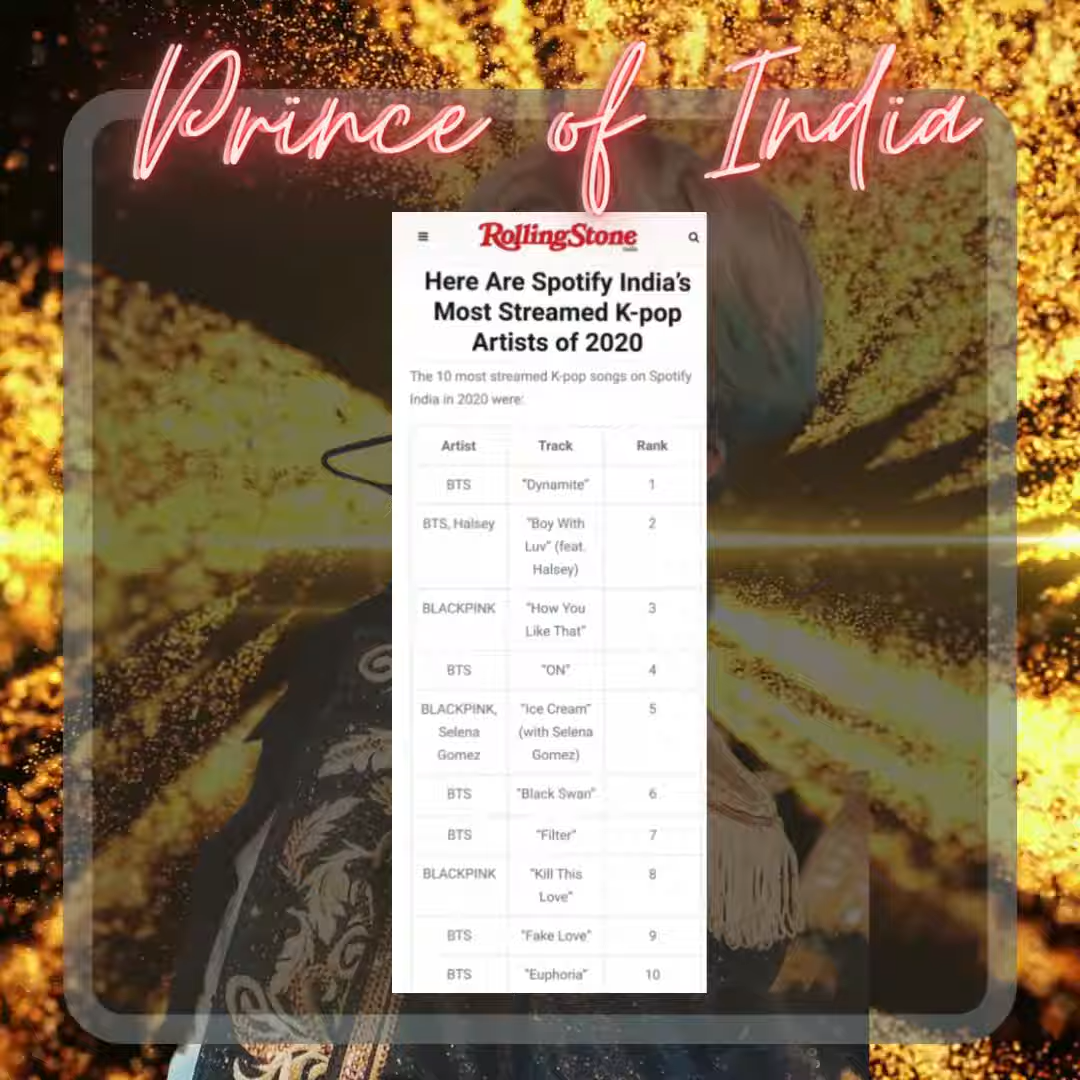 Prince of India
RollingStone
Here Are Spotify India's
Most Streamed K-pop
Artists of 2020
The 10 most streamed K-pop songs on Spotify
India in 2020 were:
Artist Track Rank
BTS "Dynamite" 1
BTS, Halsey "Boy With 2
Luv" (feat.
Halsey)
BLACKPINK "How You 3
Like That"
BTS "ON" 4
BLACKPINK, "Ice Cream" 5
Selena (with Selena
Gomez Gomez)
BTS "Black Swan" 6
BTS "Filter" 7
BLACKPINK "Kill This 8
Love"
BTS "Fake Love" 9
BTS "Euphoria" 10